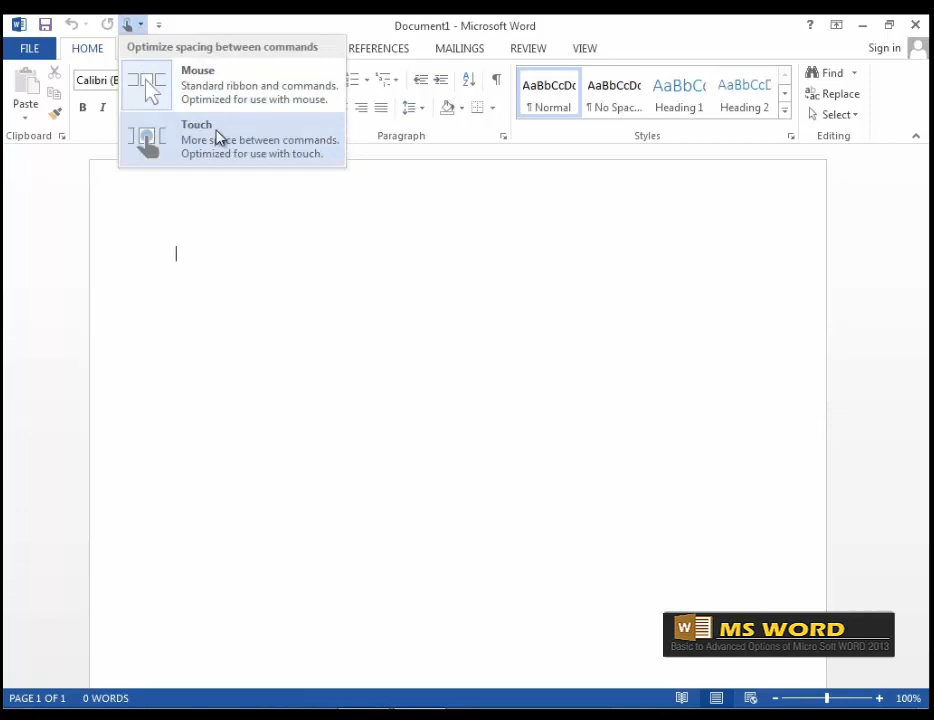 Document1 - Microsoft Word
FILE HOME REFERENCES MAILINGS REVIEW VIEW Sign in
Optimize spacing between commands
Mouse
Standard ribbon and commands.
Optimized for use with mouse.
Touch
More space between commands.
Optimized for use with touch.
Paste
Clipboard
Calibri (B
B I
Paragraph
AaBbCcDc AaBbCcDc AaBbCc AaBbCcD
¶ Normal ¶ No Spac... Heading 1 Heading 2
Styles
Find
Replace
Select
Editing
W MS WORD
Basic to Advanced Options of Micro Soft WORD 2013
PAGE 1 OF 1 0 WORDS 100%